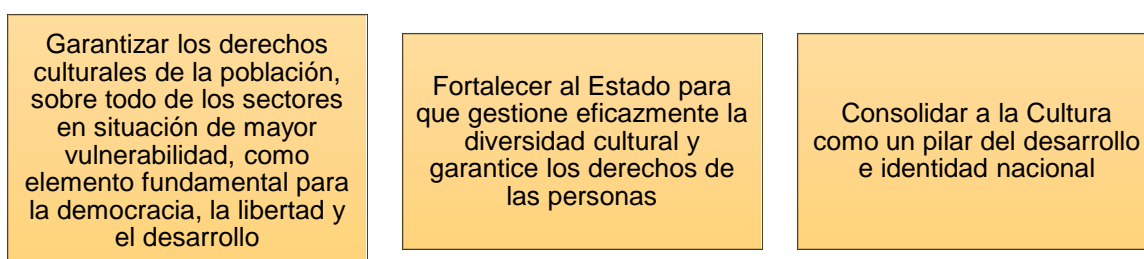 Garantizar los derechos
culturales de la población,
sobre todo de los sectores
en situación de mayor
vulnerabilidad, como
elemento fundamental para
la democracia, la libertad y
el desarrollo
Fortalecer al Estado para
que gestione eficazmente la
diversidad cultural y
garantice los derechos de
las personas
Consolidar a la Cultura
como un pilar del desarrollo
e identidad nacional